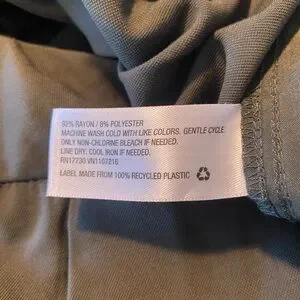 92% RAYON / 8% POLYESTER
MACHINE WASH COLD WITH LIKE COLORS. GENTLE CYCLE
ONLY NON-CHLORINE BLEACH IF NEEDED.
LINE DRY. COOL IRON IF NEEDED.
RN17730 VN1107216
LABEL MADE FROM 100% RECYCLED PLASTIC